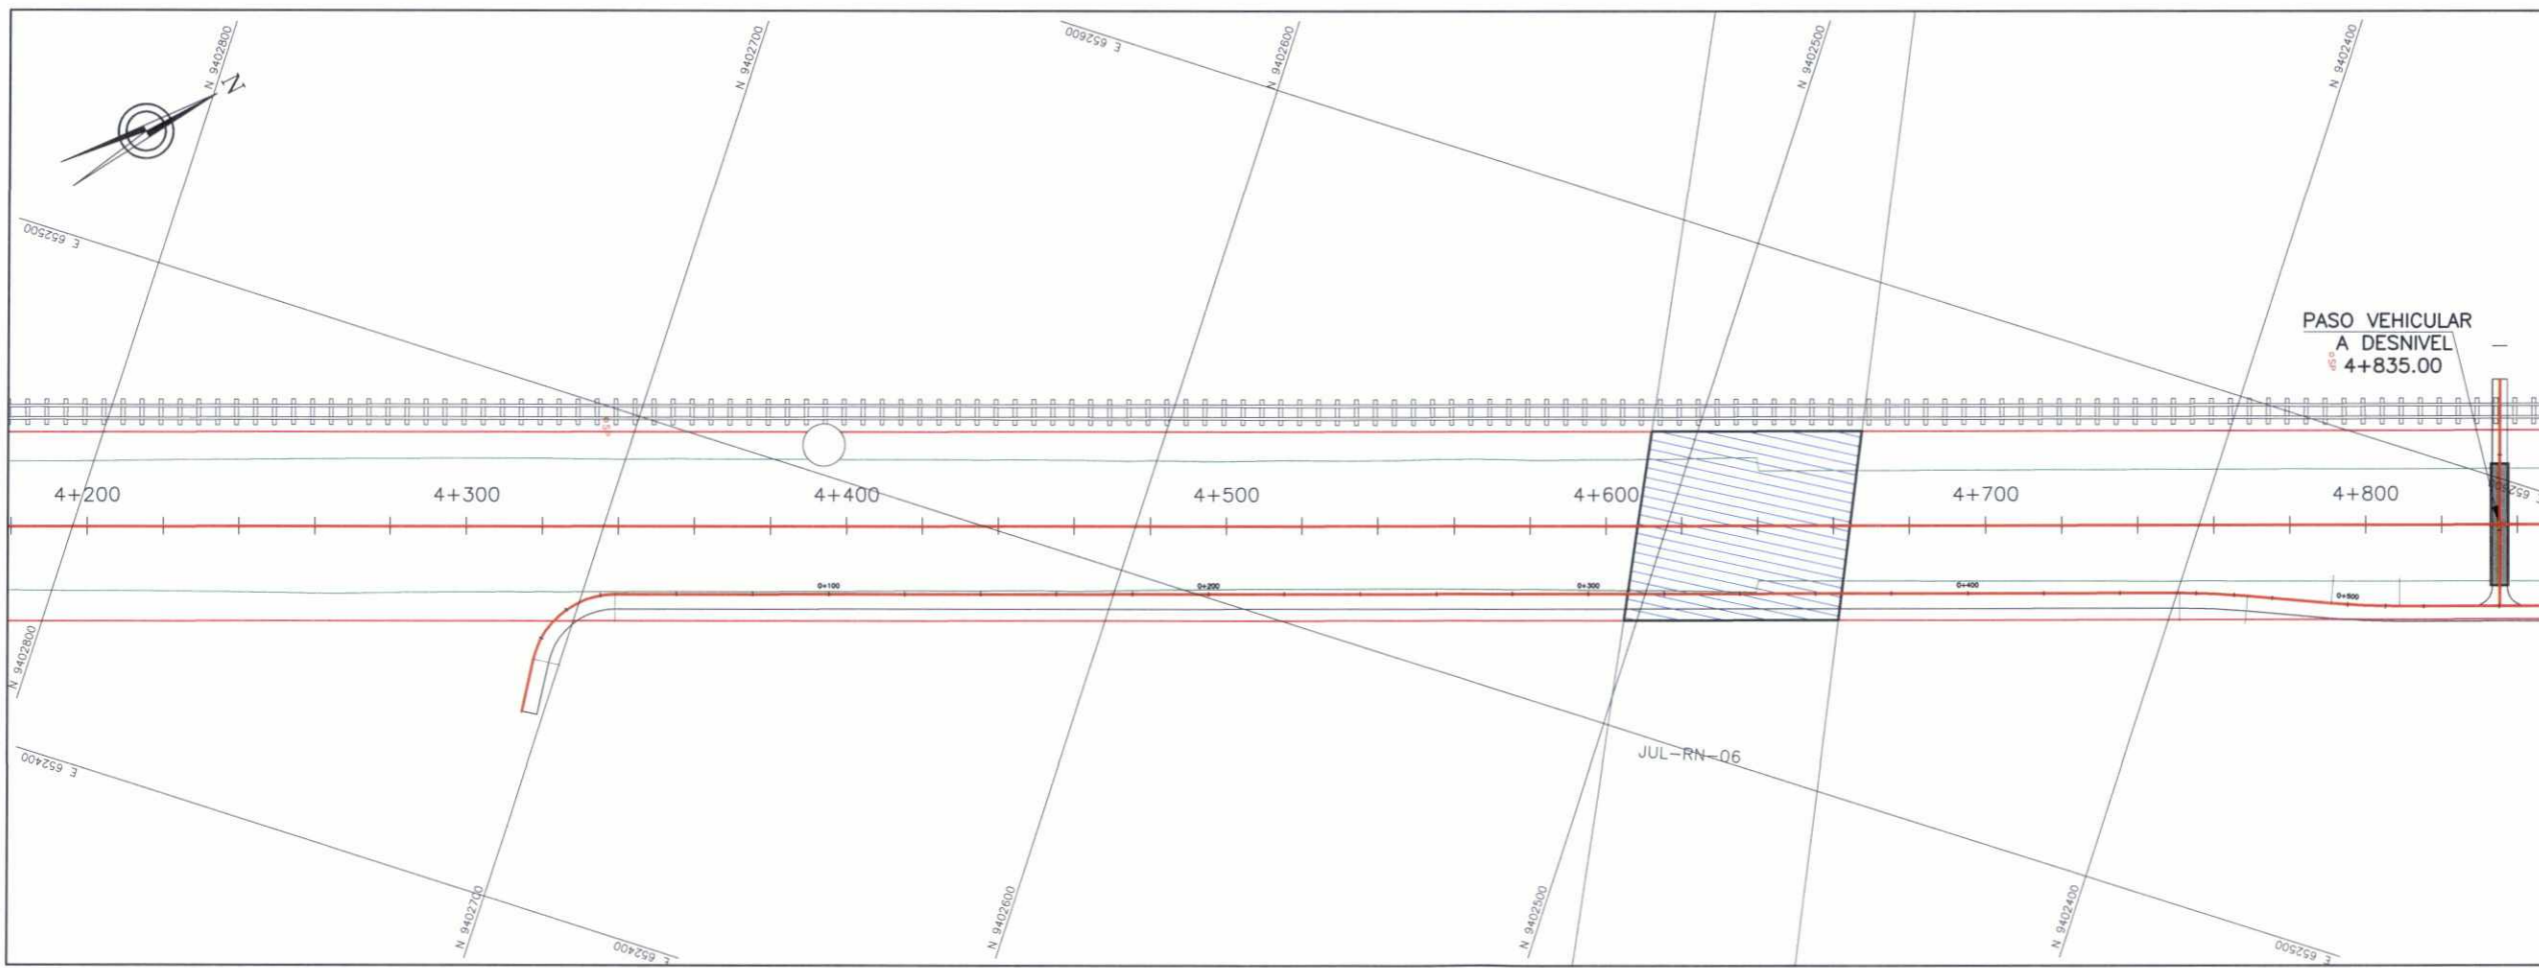 N 9402800
N 9402700
E 652600
N 9402600
N 9402500
N 9402400
N
E 652500
PASO VEHICULAR
A DESNIVEL
4+835.00
4+200
4+300
4+400
4+500
4+600
4+700
4+800
0+100
0+200
0+300
0+400
0+500
N 9402800
JUL-RN-06
E 652400
N 9402700
E 652400
N 9402600
N 9402500
N 9402400
E 652500